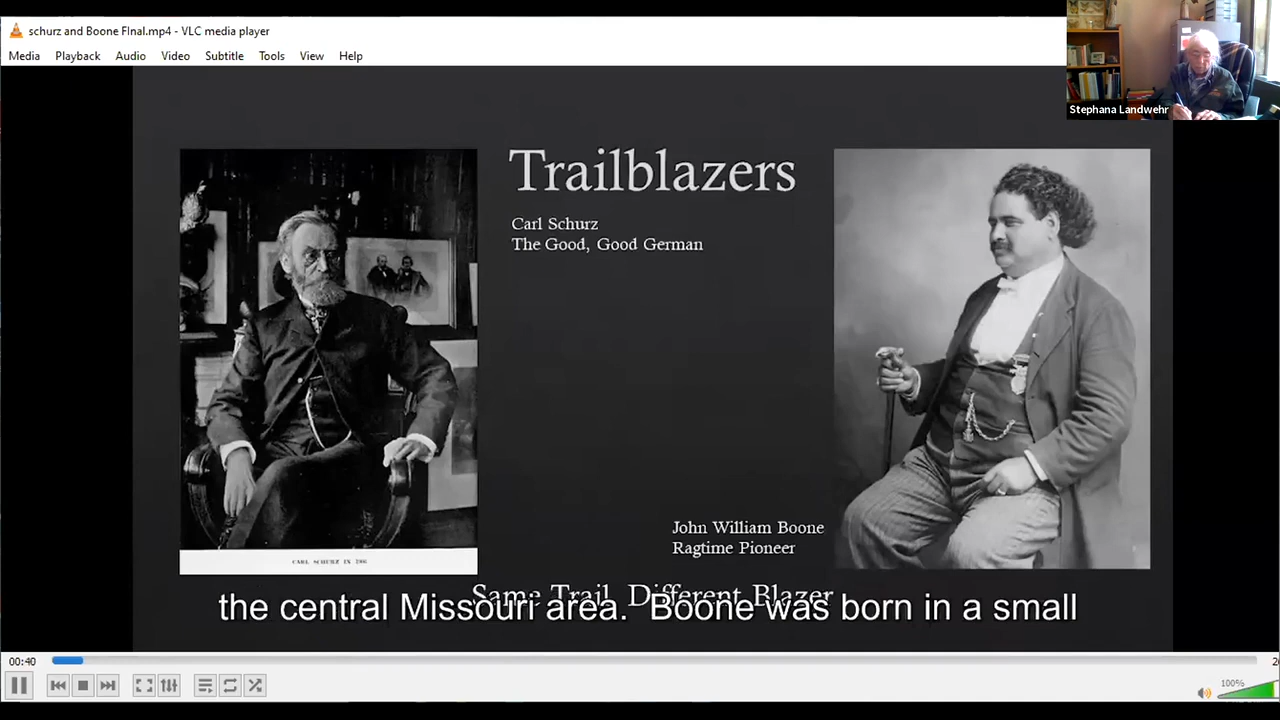 schurz and Boone FInal.mp4 - VLC media player
Media Playback Audio Video Subtitle Tools View Help
Stephana Landwehr
Trailblazers
Carl Schurz
The Good, Good German
John William Boone
Ragtime Pioneer
CARL SCHURZ IN
Same Trail, Different Blazer
the central Missouri area. Boone was born in a small
00:40
100%